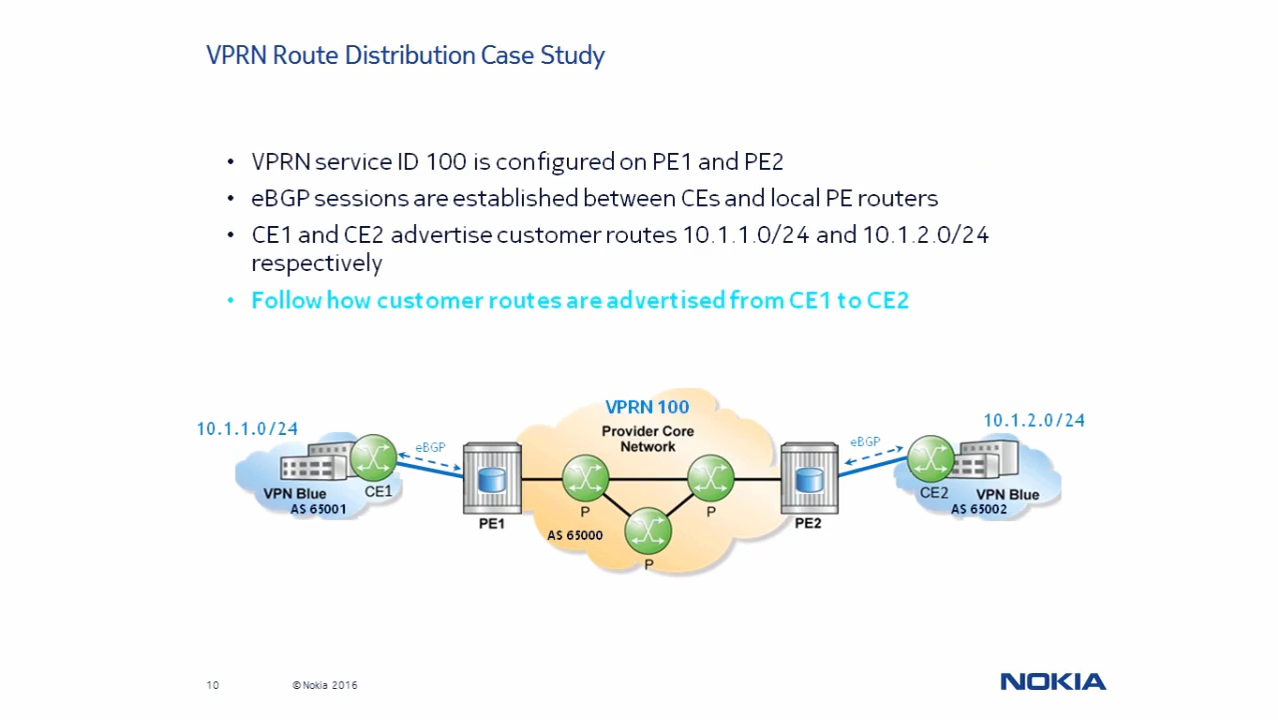 VPRN Route Distribution Case Study
• VPRN service ID 100 is configured on PE1 and PE2
• eBGP sessions are established between CEs and local PE routers
• CE1 and CE2 advertise customer routes 10.1.1.0/24 and 10.1.2.0/24
respectively
• Follow how customer routes are advertised from CE1 to CE2
VPRN 100
Provider Core
Network
10.1.1.0/24
10.1.2.0/24
eBGP
eBGP
VPN Blue
CE1
AS 65001
PE1
P
P
P
AS 65000
PE2
CE2
VPN Blue
AS 65002
10
© Nokia 2016
NOKIA